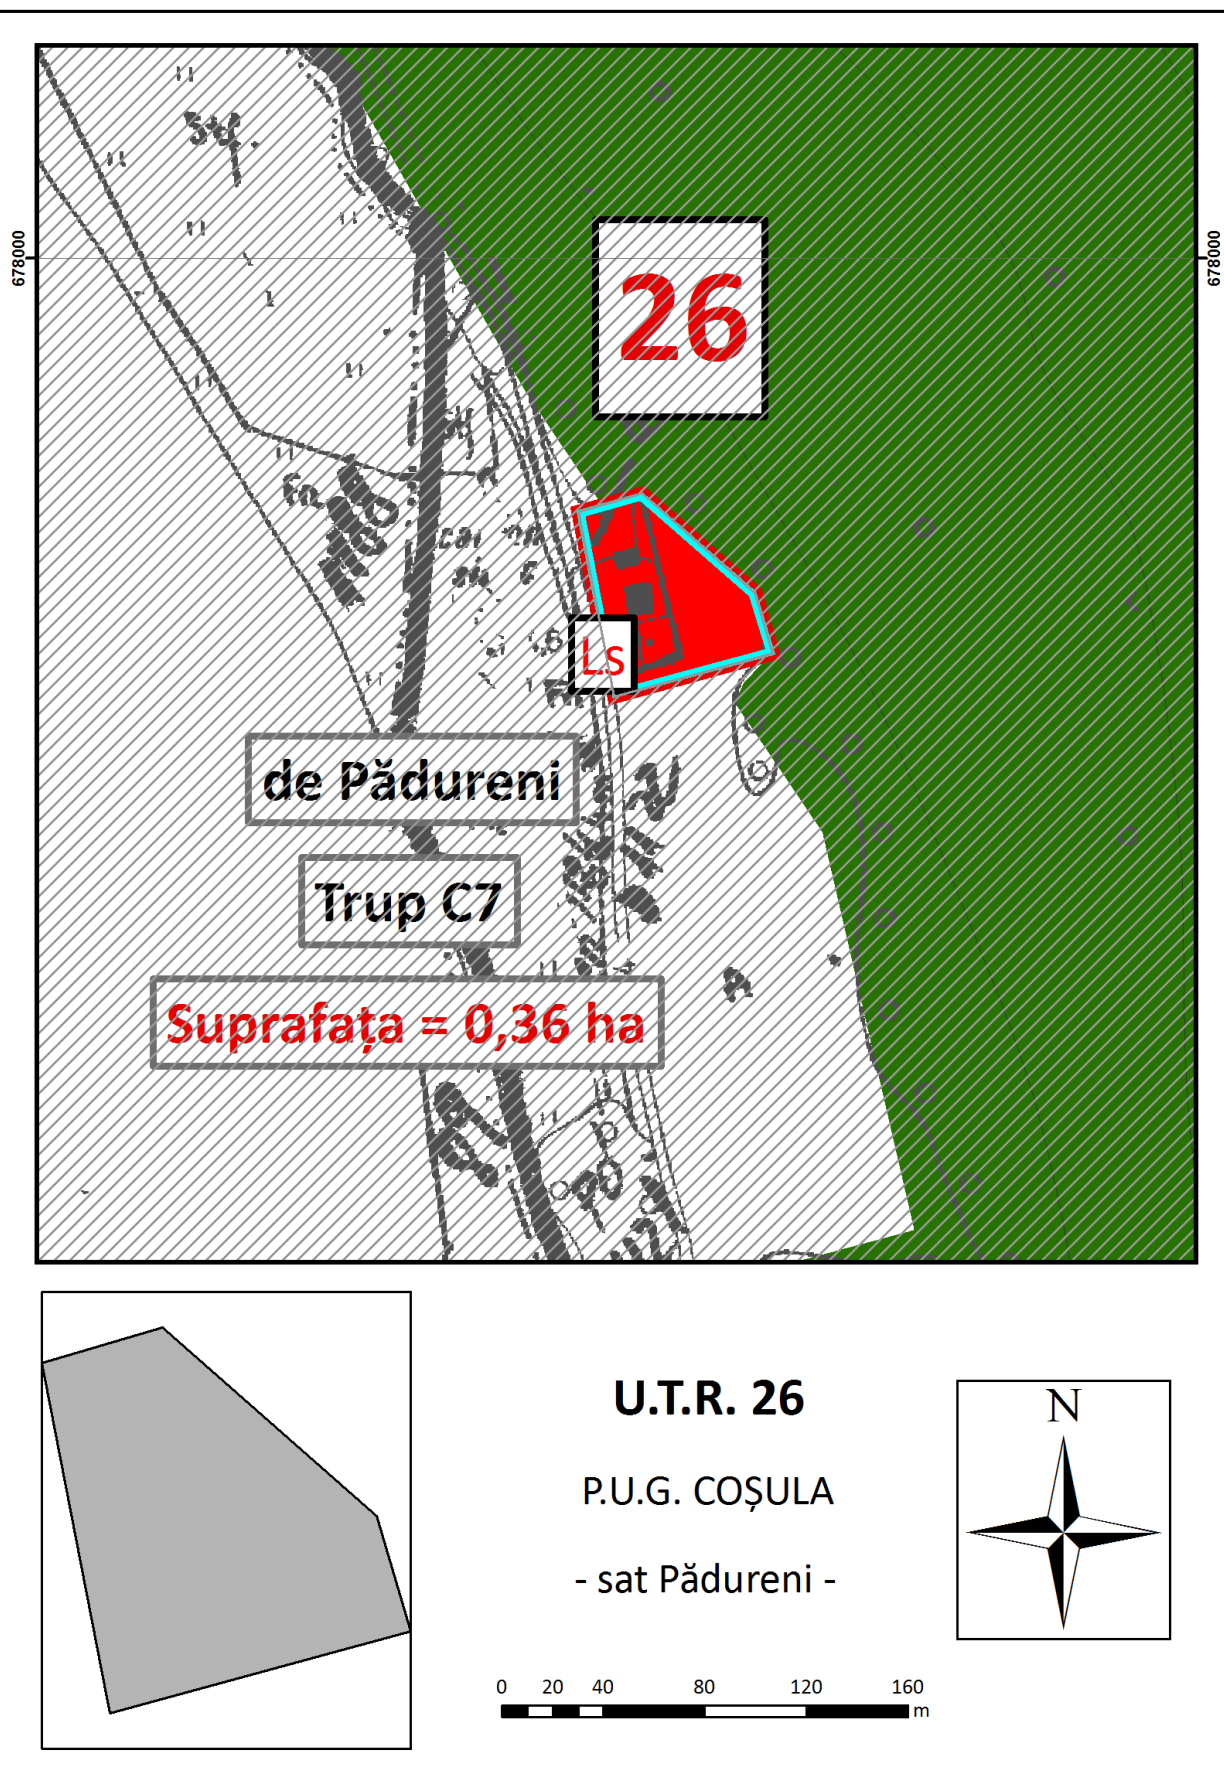 678000
678000
26
LS
de Pădureni
Trup C7
Suprafața = 0,36 ha
U.T.R. 26
P.U.G. COȘULA
- sat Pădureni -
N
0 20 40 80 120 160
m